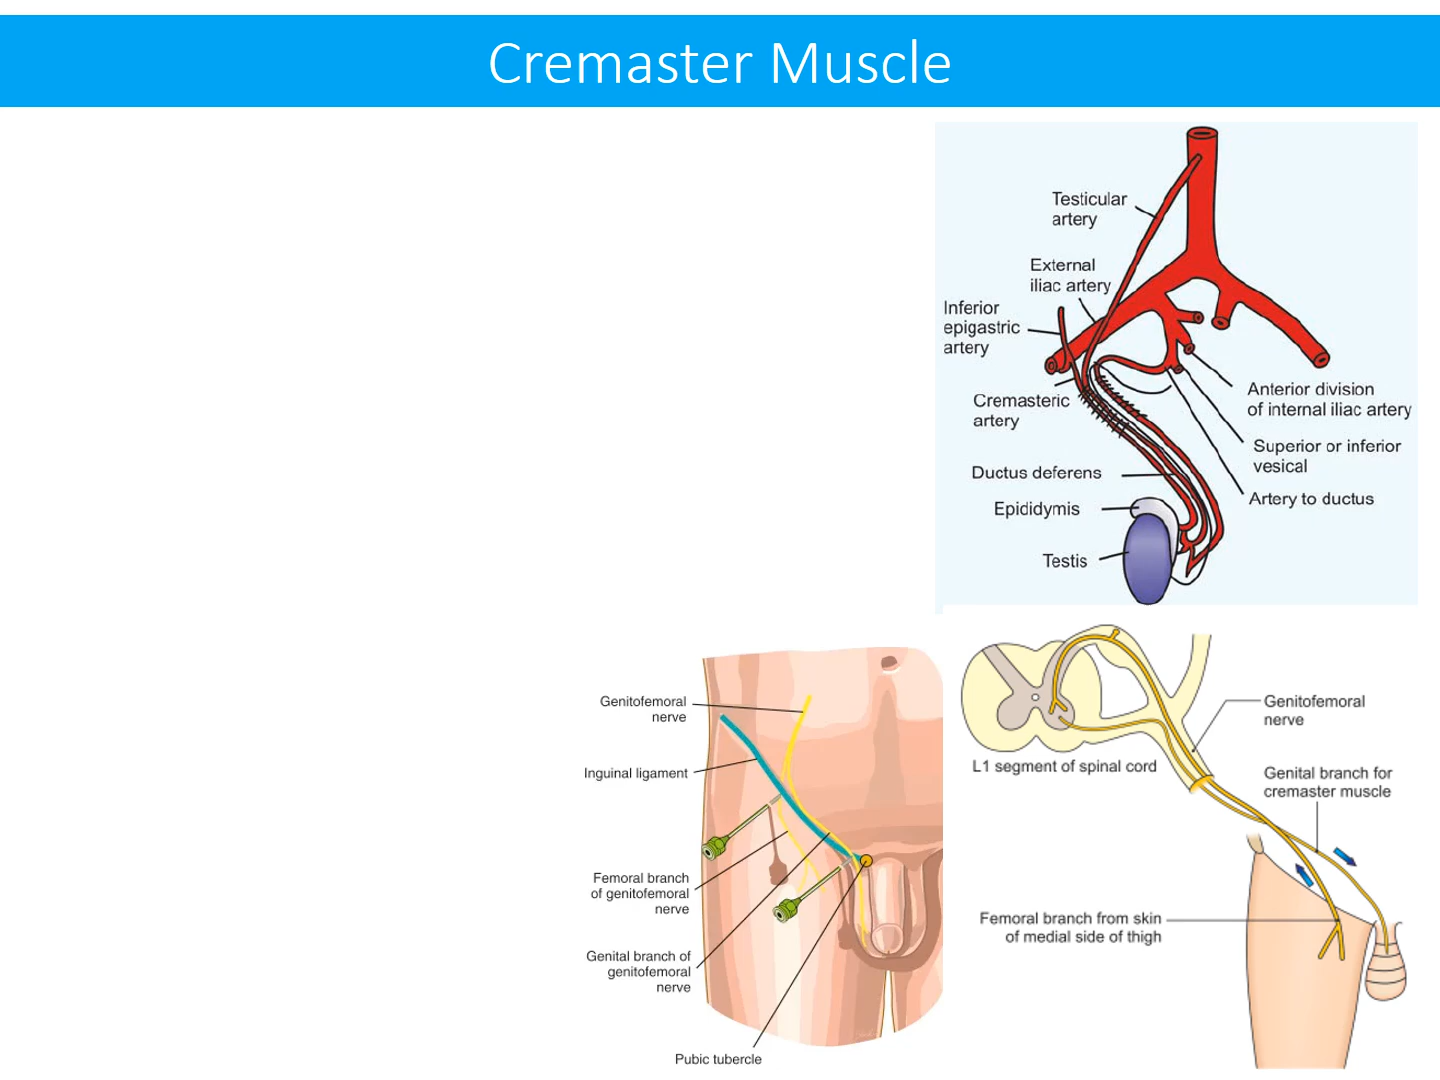 Cremaster Muscle
Testicular
artery
External
iliac artery
Inferior
epigastric
artery
Cremasteric
artery
Anterior division
of internal iliac artery
Superior or inferior
vesical
Artery to ductus
Ductus deferens
Epididymis
Testis
Genitofemoral
nerve
Inguinal ligament
Femoral branch
of genitofemoral
nerve
Genital branch of
genitofemoral
nerve
Pubic tubercle
L1 segment of spinal cord
Genitofemoral
nerve
Genital branch for
cremaster muscle
Femoral branch from skin
of medial side of thigh